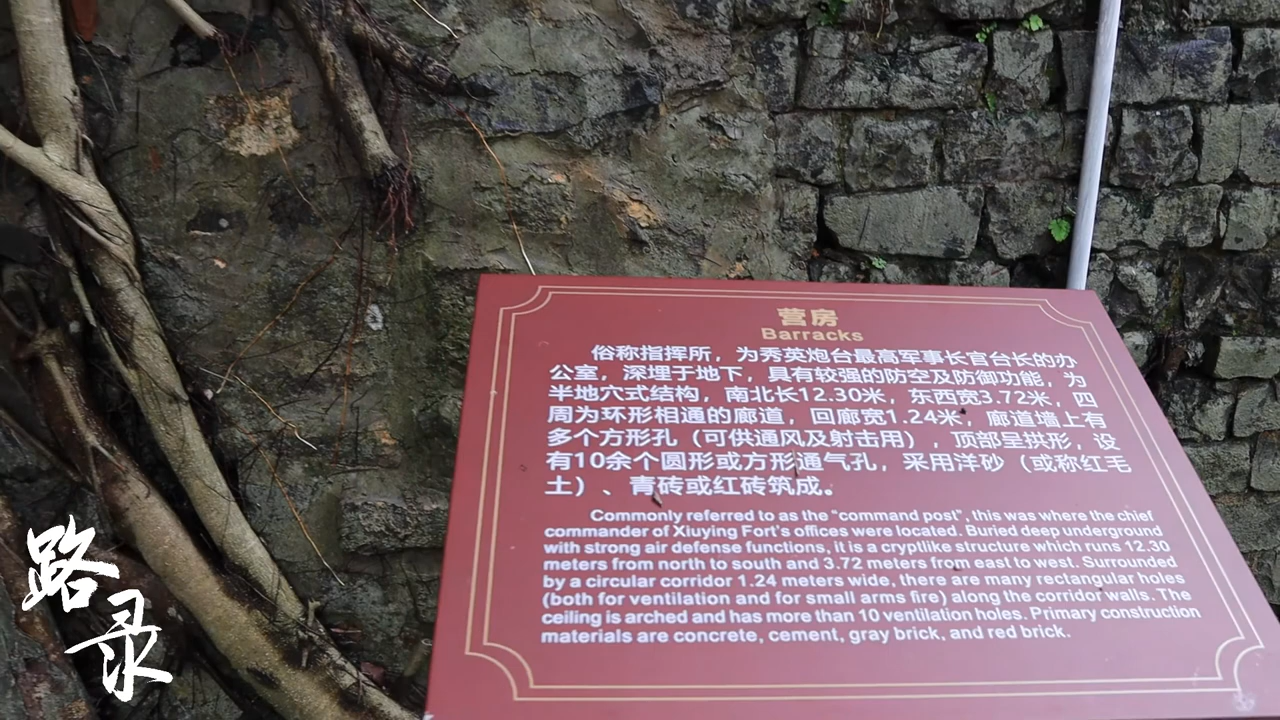 营房
Barracks
俗称指挥所，为秀英炮台最高军事长官台长的办
公室，深埋于地下，具有较强的防空及防御功能，为
半地穴式结构，南北长12.30米，东西宽3.72米，四
周为环形相通的廊道，回廊宽1.24米，廊道墙上有
多个方形孔（可供通风及射击用），顶部呈拱形，设
有10余个圆形或方形通气孔，采用洋砂（或称红毛
土）、青砖或红砖筑成。
Commonly referred to as the “command post”, this was where the chief
commander of Xiuying Fort's offices were located. Buried deep underground
with strong air defense functions, it is a cryptlike structure which runs 12.30
meters from north to south and 3.72 meters from east to west. Surrounded
by a circular corridor 1.24 meters wide, there are many rectangular holes
(both for ventilation and for small arms fire) along the corridor walls. The
ceiling is arched and has more than 10 ventilation holes. Primary construction
materials are concrete, cement, gray brick, and red brick.
路
录